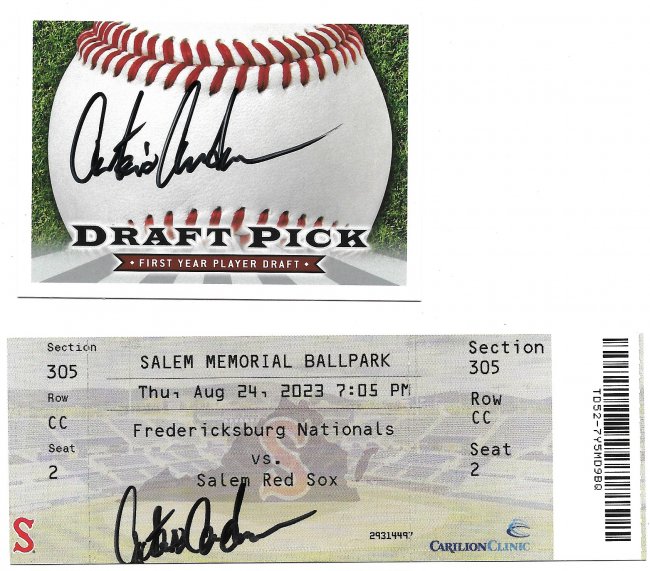 DRAFT PICK
FIRST YEAR PLAYER DRAFT
Section
305
Row
CC
Seat
2
SALEM MEMORIAL BALLPARK
Thu, Aug 24, 2023 7:05 PM
Fredericksburg Nationals
vs.
Salem Red Sox
S
29314497
Section
305
Row
CC
Seat
2
CARILION CLINIC
TD52-7Y5MD9BQ
S